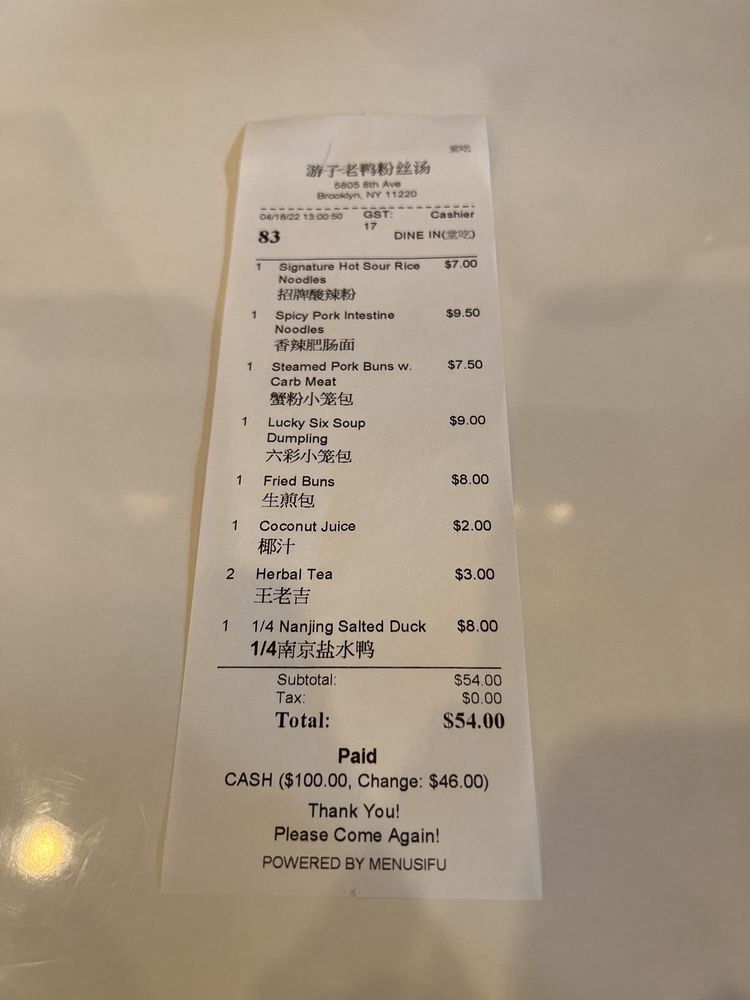 堂吃
游子老鸭粉丝汤
5805 8th Ave
Brooklyn, NY 11220
04/18/22 13:00:50 GST: 17 Cashier
83 DINE IN(堂吃)
1 Signature Hot Sour Rice $7.00
Noodles
招牌酸辣粉
1 Spicy Pork Intestine $9.50
Noodles
香辣肥肠面
1 Steamed Pork Buns w. $7.50
Carb Meat
蟹粉小笼包
1 Lucky Six Soup $9.00
Dumpling
六彩小笼包
1 Fried Buns $8.00
生煎包
1 Coconut Juice $2.00
椰汁
2 Herbal Tea $3.00
王老吉
1 1/4 Nanjing Salted Duck $8.00
1/4南京盐水鸭
Subtotal: $54.00
Tax: $0.00
Total: $54.00
Paid
CASH ($100.00, Change: $46.00)
Thank You!
Please Come Again!
POWERED BY MENUSIFU